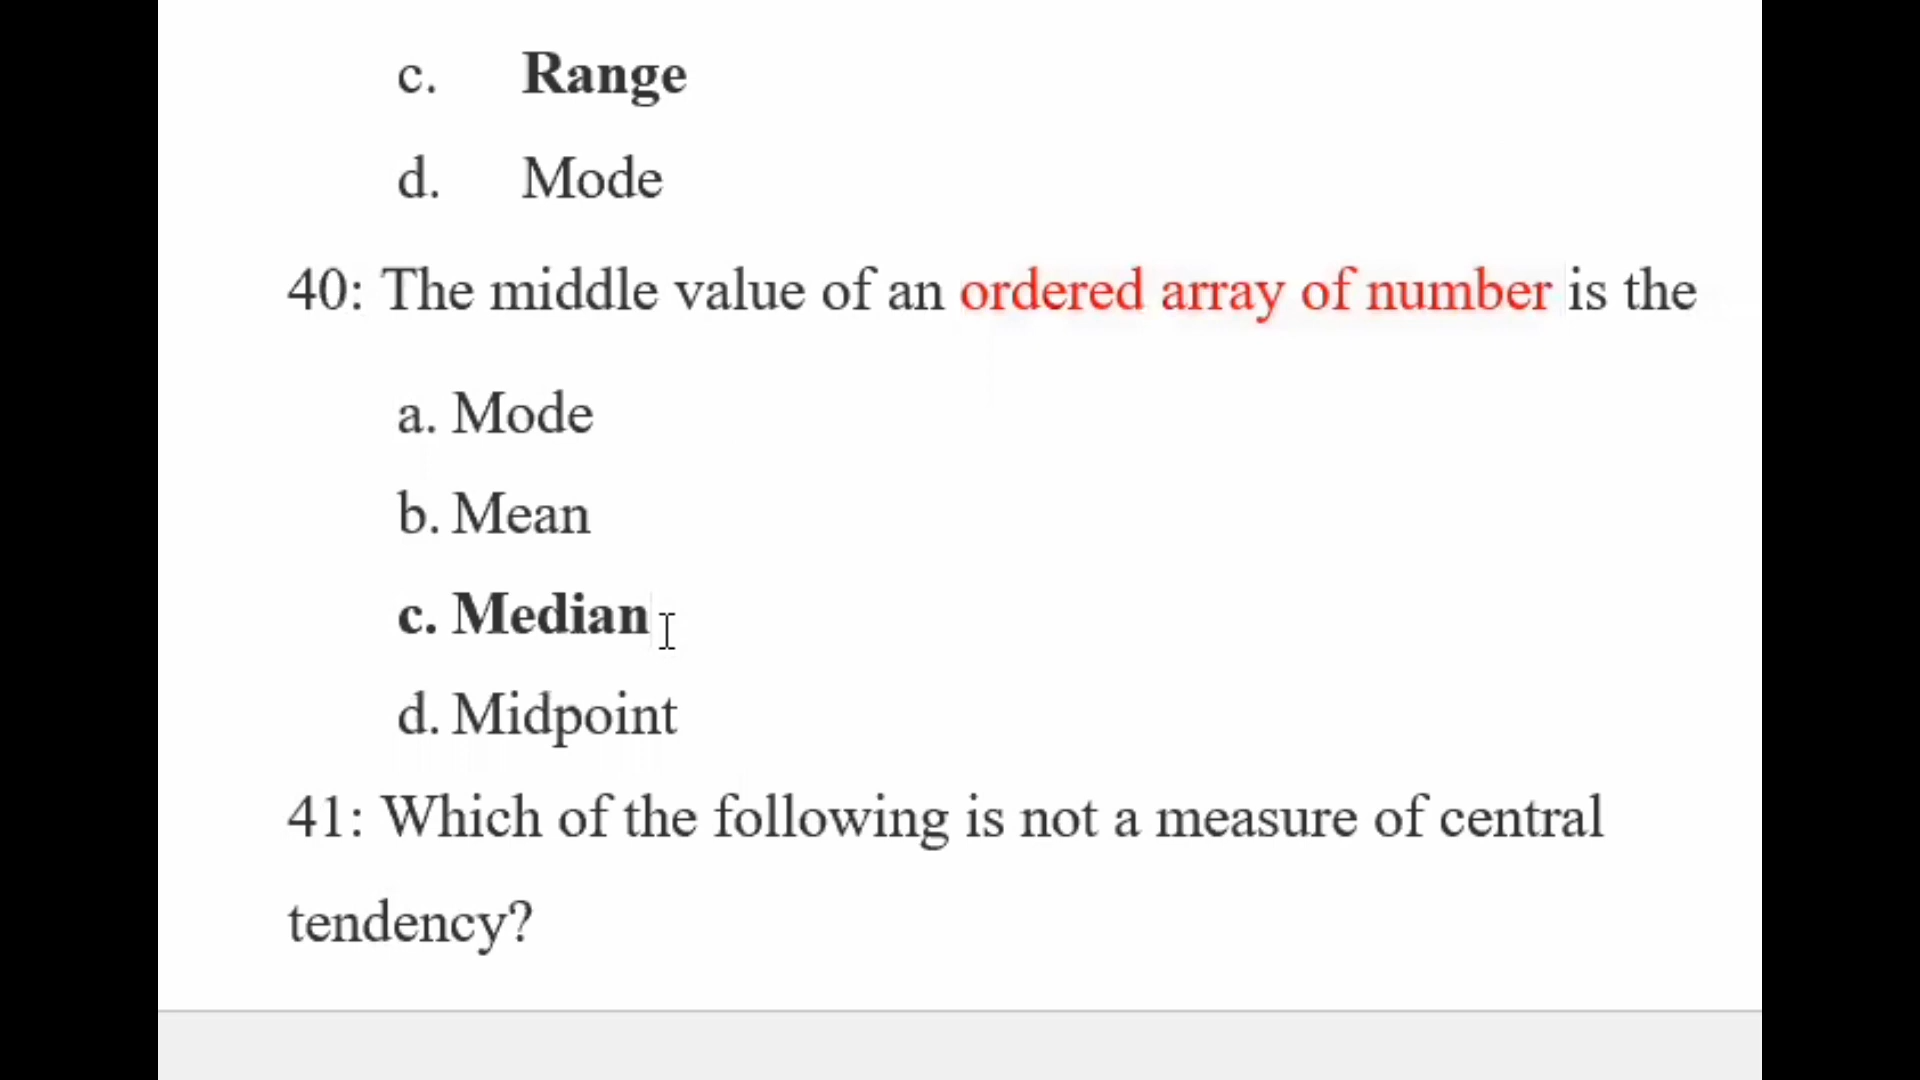 c. Range
d. Mode
40: The middle value of an ordered array of number is the
a. Mode
b. Mean
c. Median
d. Midpoint
41: Which of the following is not a measure of central
tendency?